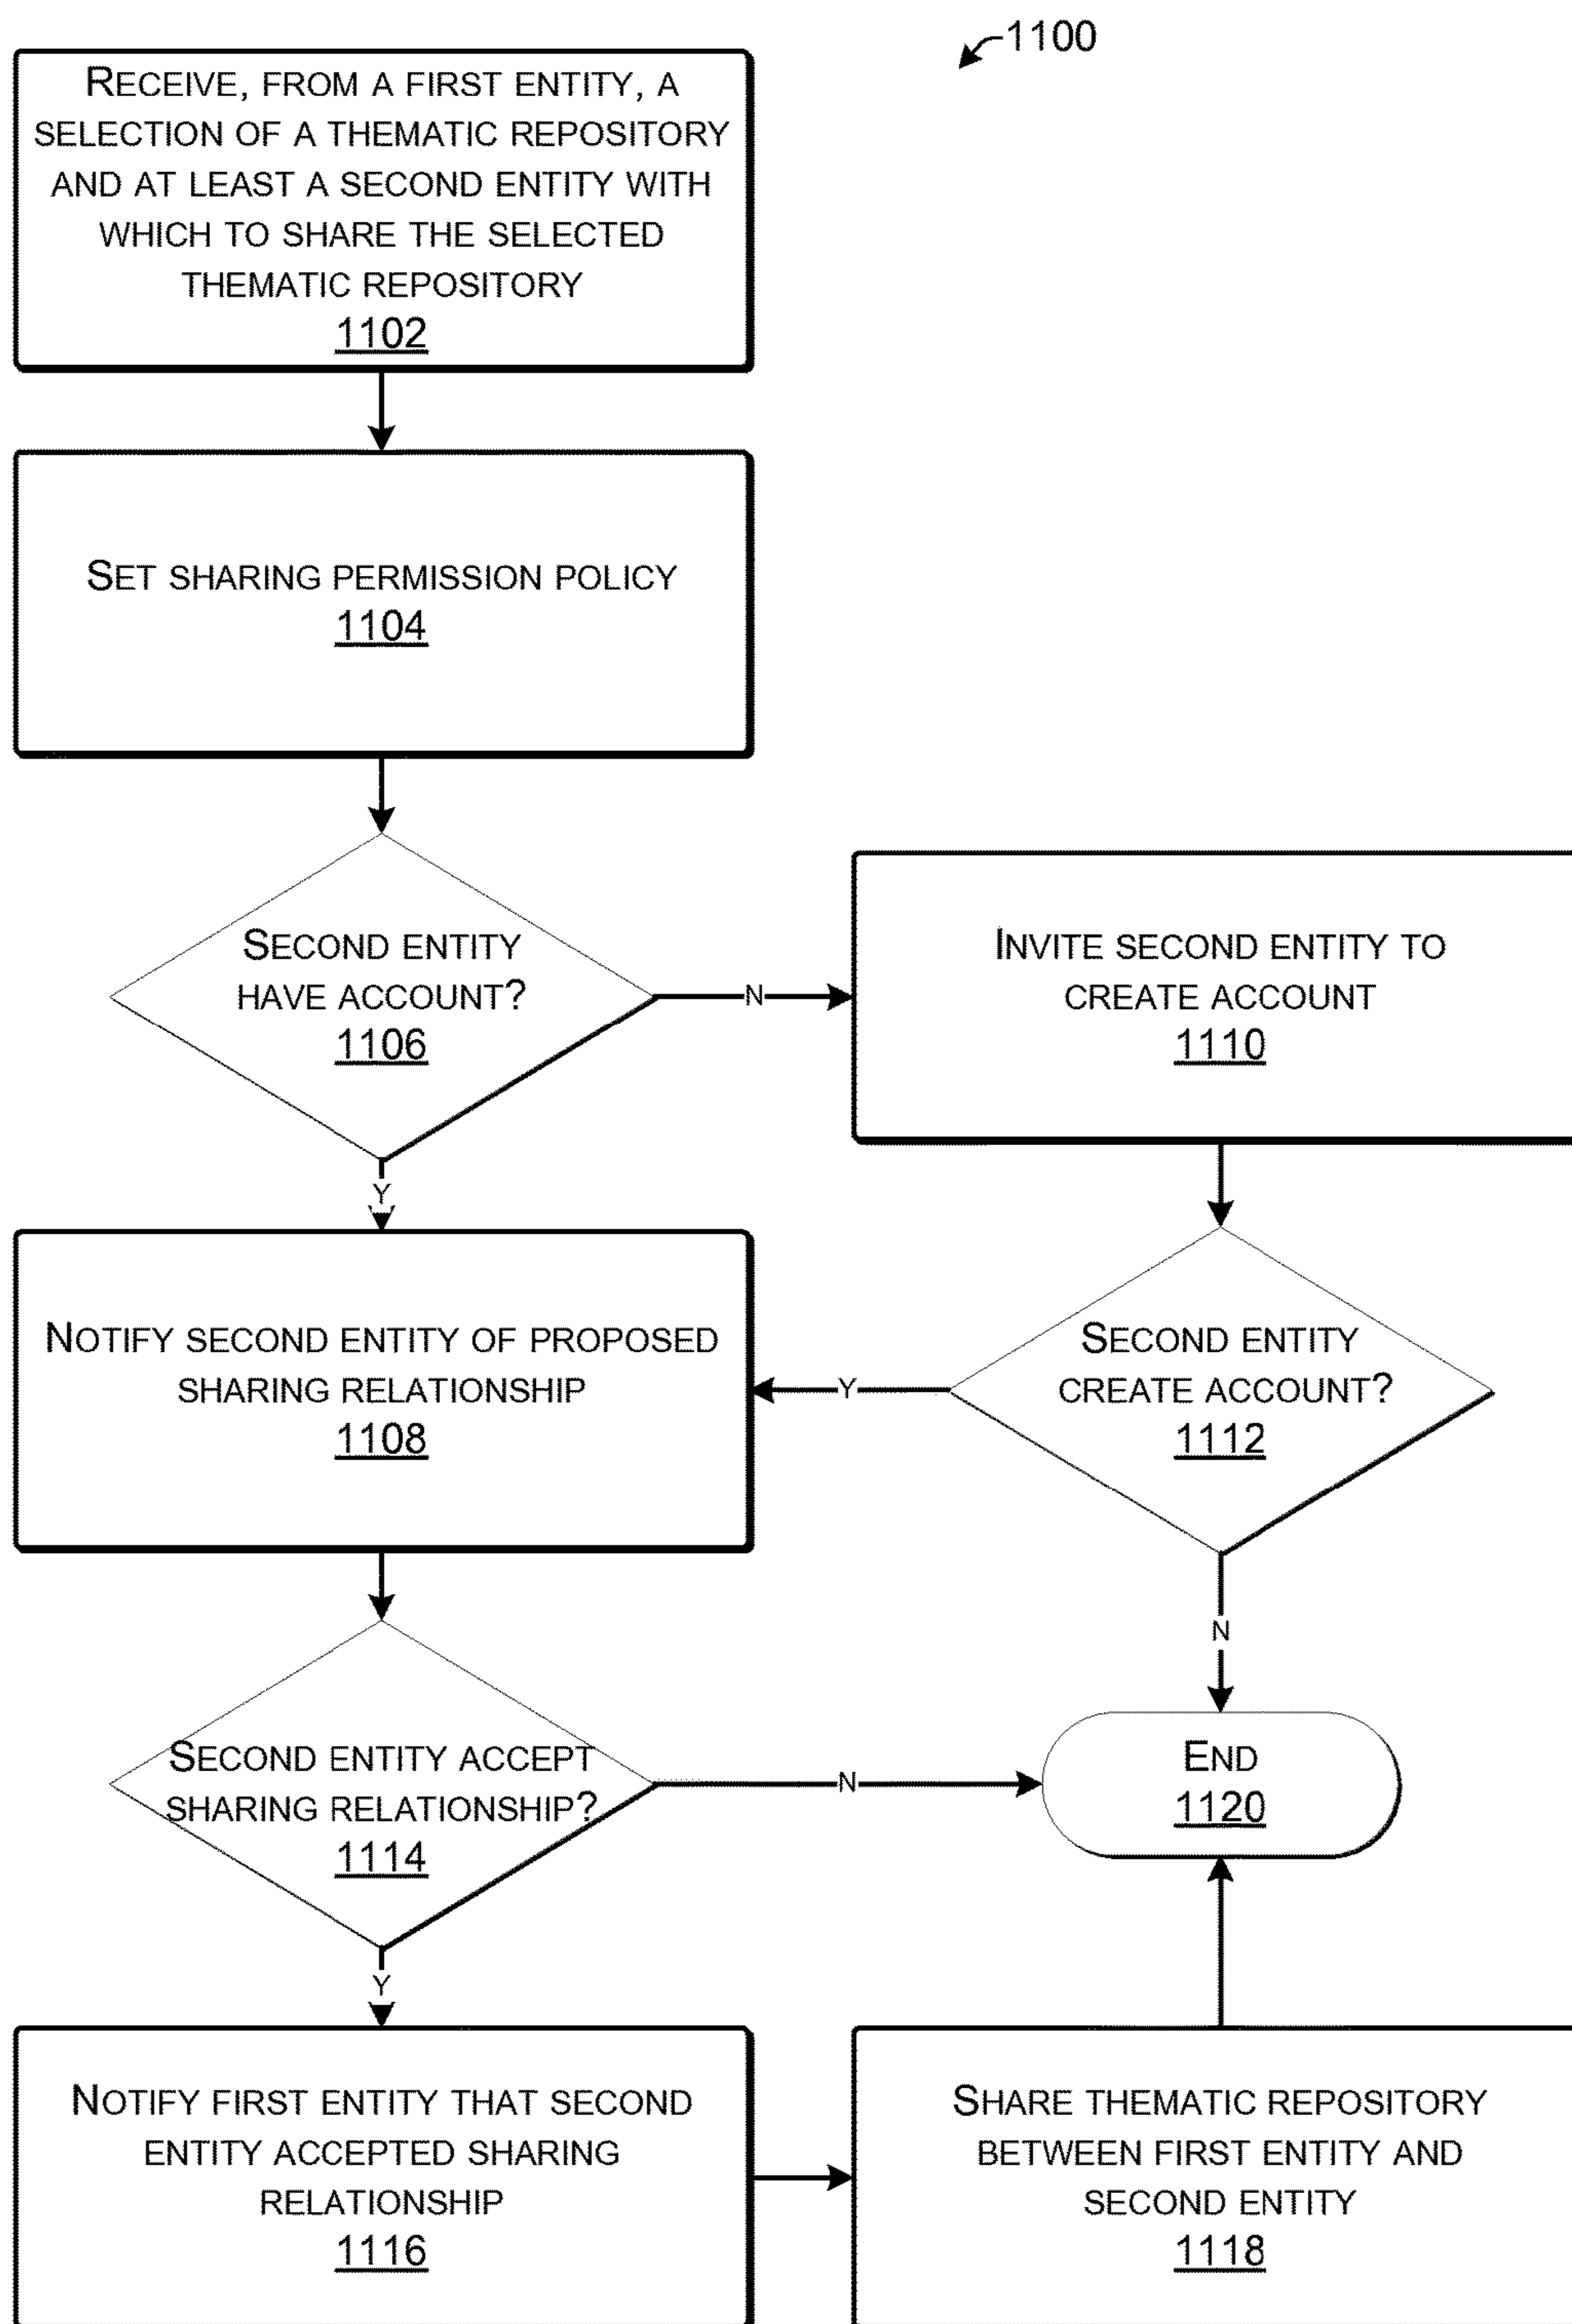 1100
RECEIVE, FROM A FIRST ENTITY, A
SELECTION OF A THEMATIC REPOSITORY
AND AT LEAST A SECOND ENTITY WITH
WHICH TO SHARE THE SELECTED
THEMATIC REPOSITORY
1102
SET SHARING PERMISSION POLICY
1104
SECOND ENTITY
HAVE ACCOUNT?
1106
N
INVITE SECOND ENTITY TO
CREATE ACCOUNT
1110
Y
NOTIFY SECOND ENTITY OF PROPOSED
SHARING RELATIONSHIP
1108
Y
SECOND ENTITY
CREATE ACCOUNT?
1112
N
SECOND ENTITY ACCEPT
SHARING RELATIONSHIP?
1114
N
END
1120
Y
NOTIFY FIRST ENTITY THAT SECOND
ENTITY ACCEPTED SHARING
RELATIONSHIP
1116
SHARE THEMATIC REPOSITORY
BETWEEN FIRST ENTITY AND
SECOND ENTITY
1118